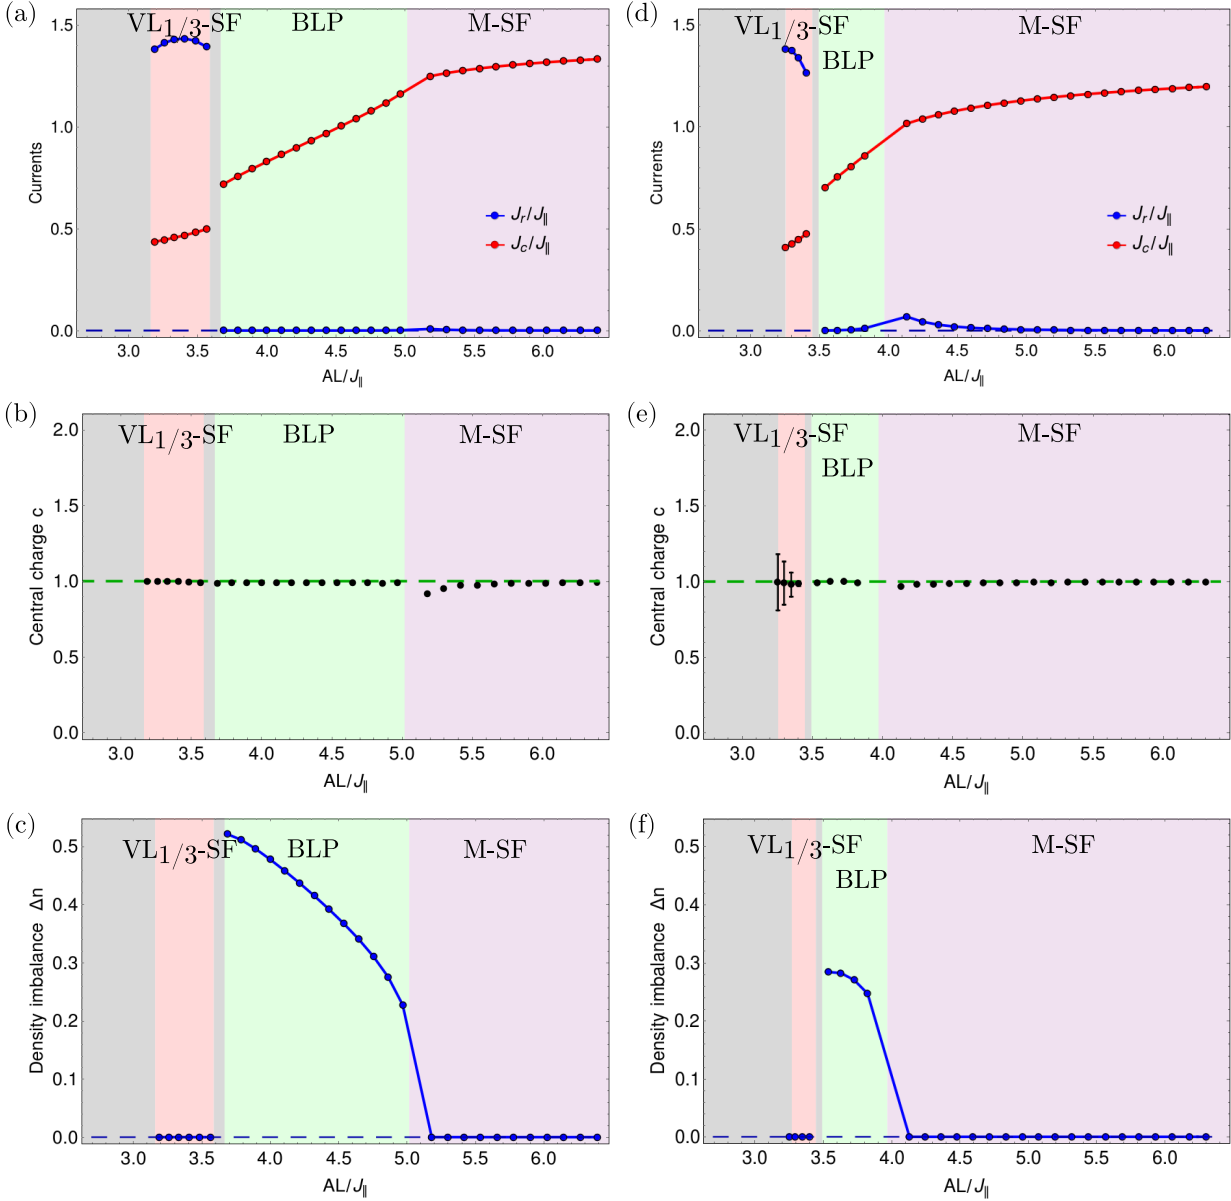 (a)
VL1/3-SF BLP M-SF
1.5
1.0
0.5
0.0
Currents
Jr/J∥
Jc/J∥
3.0 3.5 4.0 4.5 5.0 5.5 6.0
AL/J∥
(d)
VL1/3-SF M-SF
BLP
1.5
1.0
0.5
0.0
Currents
Jr/J∥
Jc/J∥
3.0 3.5 4.0 4.5 5.0 5.5 6.0
AL/J∥
(b)
VL1/3-SF BLP M-SF
2.0
1.5
1.0
0.5
0.0
Central charge c
3.0 3.5 4.0 4.5 5.0 5.5 6.0
AL/J∥
(e)
VL1/3-SF M-SF
BLP
2.0
1.5
1.0
0.5
0.0
Central charge c
3.0 3.5 4.0 4.5 5.0 5.5 6.0
AL/J∥
(c)
VL1/3-SF BLP M-SF
0.5
0.4
0.3
0.2
0.1
0.0
Density imbalance Δn
3.0 3.5 4.0 4.5 5.0 5.5 6.0
AL/J∥
(f)
VL1/3-SF M-SF
BLP
0.5
0.4
0.3
0.2
0.1
0.0
Density imbalance Δn
3.0 3.5 4.0 4.5 5.0 5.5 6.0
AL/J∥